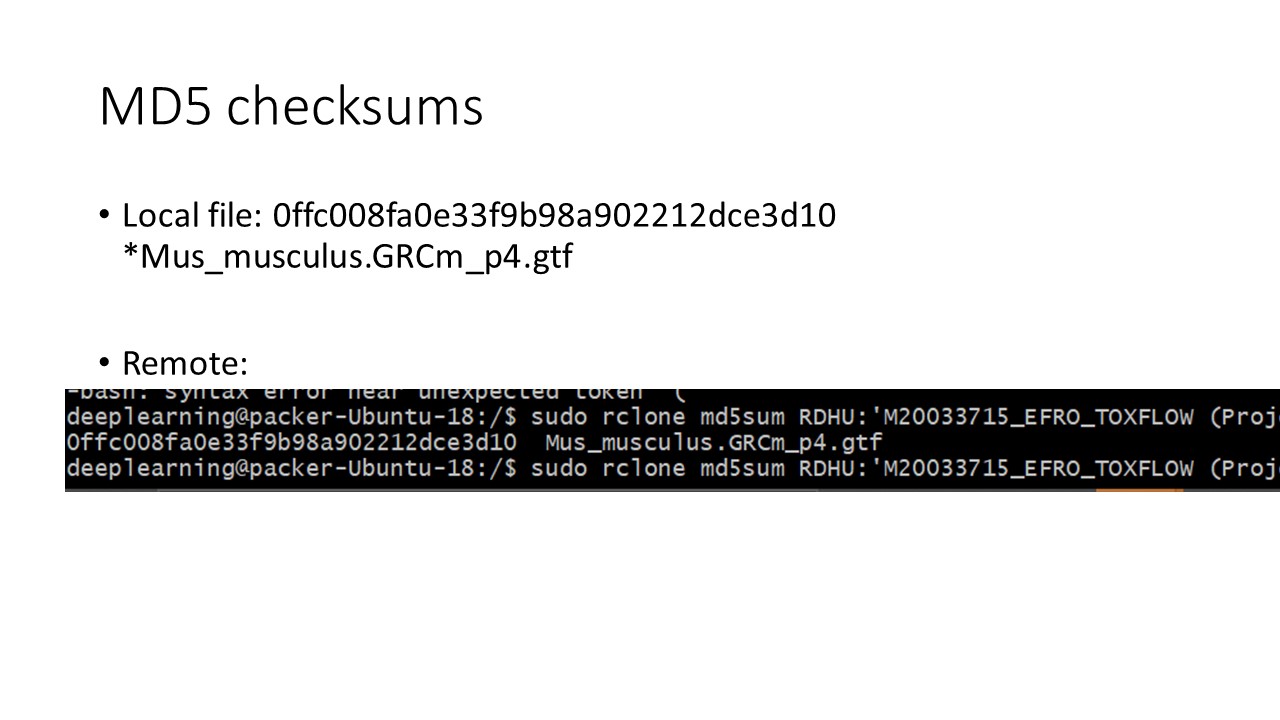 MD5 checksums
• Local file: 0ffc008fa0e33f9b98a902212dce3d10
*Mus_musculus.GRCm_p4.gtf
• Remote:
-bash: syntax error near unexpected token `(
deeplearning@packer-Ubuntu-18:/$ sudo rclone md5sum RDHU:'M20033715_EFRO_TOXFLOW (Proj
0ffc008fa0e33f9b98a902212dce3d10  Mus_musculus.GRCm_p4.gtf
deeplearning@packer-Ubuntu-18:/$ sudo rclone md5sum RDHU:'M20033715_EFRO_TOXFLOW (Proj